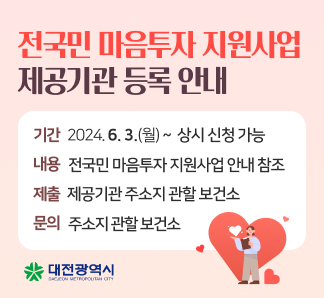 전국민 마음투자 지원사업
제공기관 등록 안내
기간 2024. 6. 3.(월) ~ 상시 신청 가능
내용 전국민 마음투자 지원사업 안내 참조
제출 제공기관 주소지 관할 보건소
문의 주소지 관할 보건소
대전광역시
DAEJEON METROPOLITAN CITY